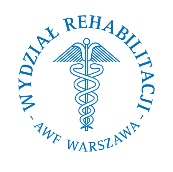 WYDZIAŁ REHABILITACJI
- AWF WARSZAWA -